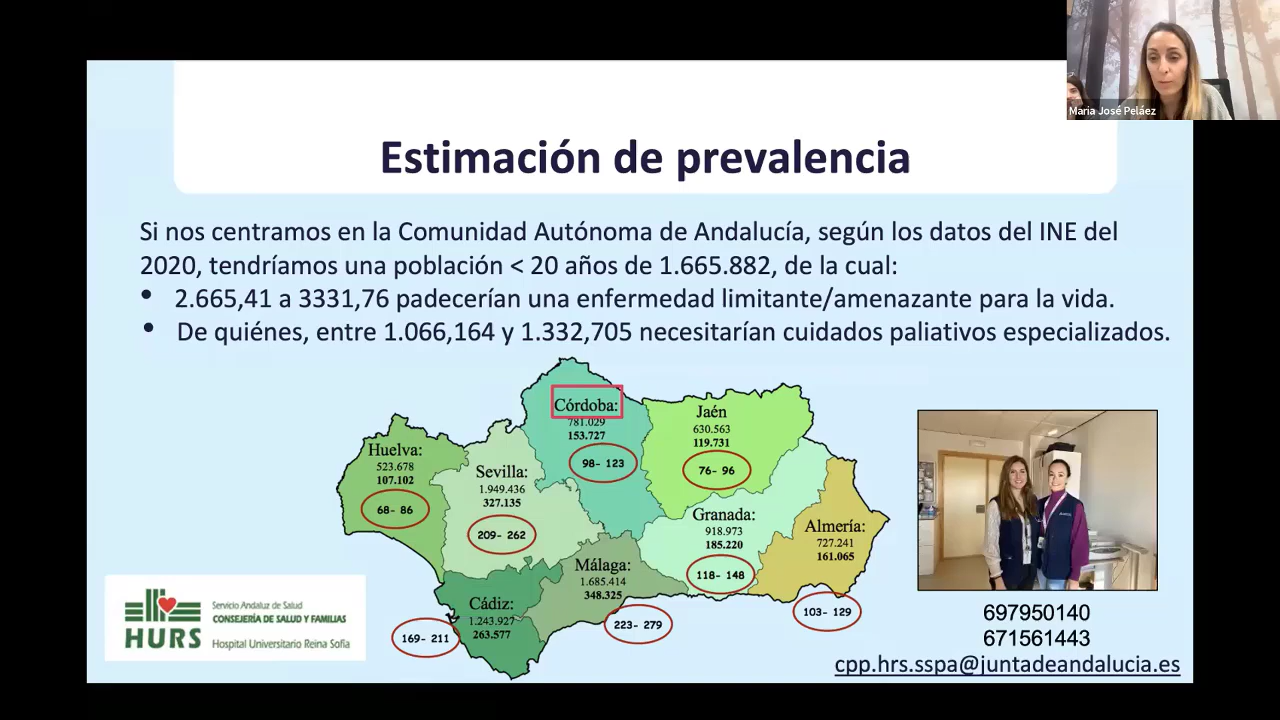 Maria José Peláez
Estimación de prevalencia
Si nos centramos en la Comunidad Autónoma de Andalucía, según los datos del INE del
2020, tendríamos una población < 20 años de 1.665.882, de la cual:
• 2.665,41 a 3331,76 padecerían una enfermedad limitante/amenazante para la vida.
• De quiénes, entre 1.066,164 y 1.332,705 necesitarían cuidados paliativos especializados.
Córdoba:
781.029
153.727
98- 123
Jaén
630.563
119.731
76- 96
Huelva:
523.678
107.102
68- 86
Sevilla:
1.949.436
327.135
209- 262
Granada:
918.973
185.220
118- 148
Almería:
727.241
161.065
103- 129
Málaga:
1.685.414
348.325
223- 279
Cádiz:
1.243.927
263.577
169- 211
HURS
Servicio Andaluz de Salud
CONSEJERÍA DE SALUD Y FAMILIAS
Hospital Universitario Reina Sofía
697950140
671561443
cpp.hrs.sspa@juntadeandalucia.es